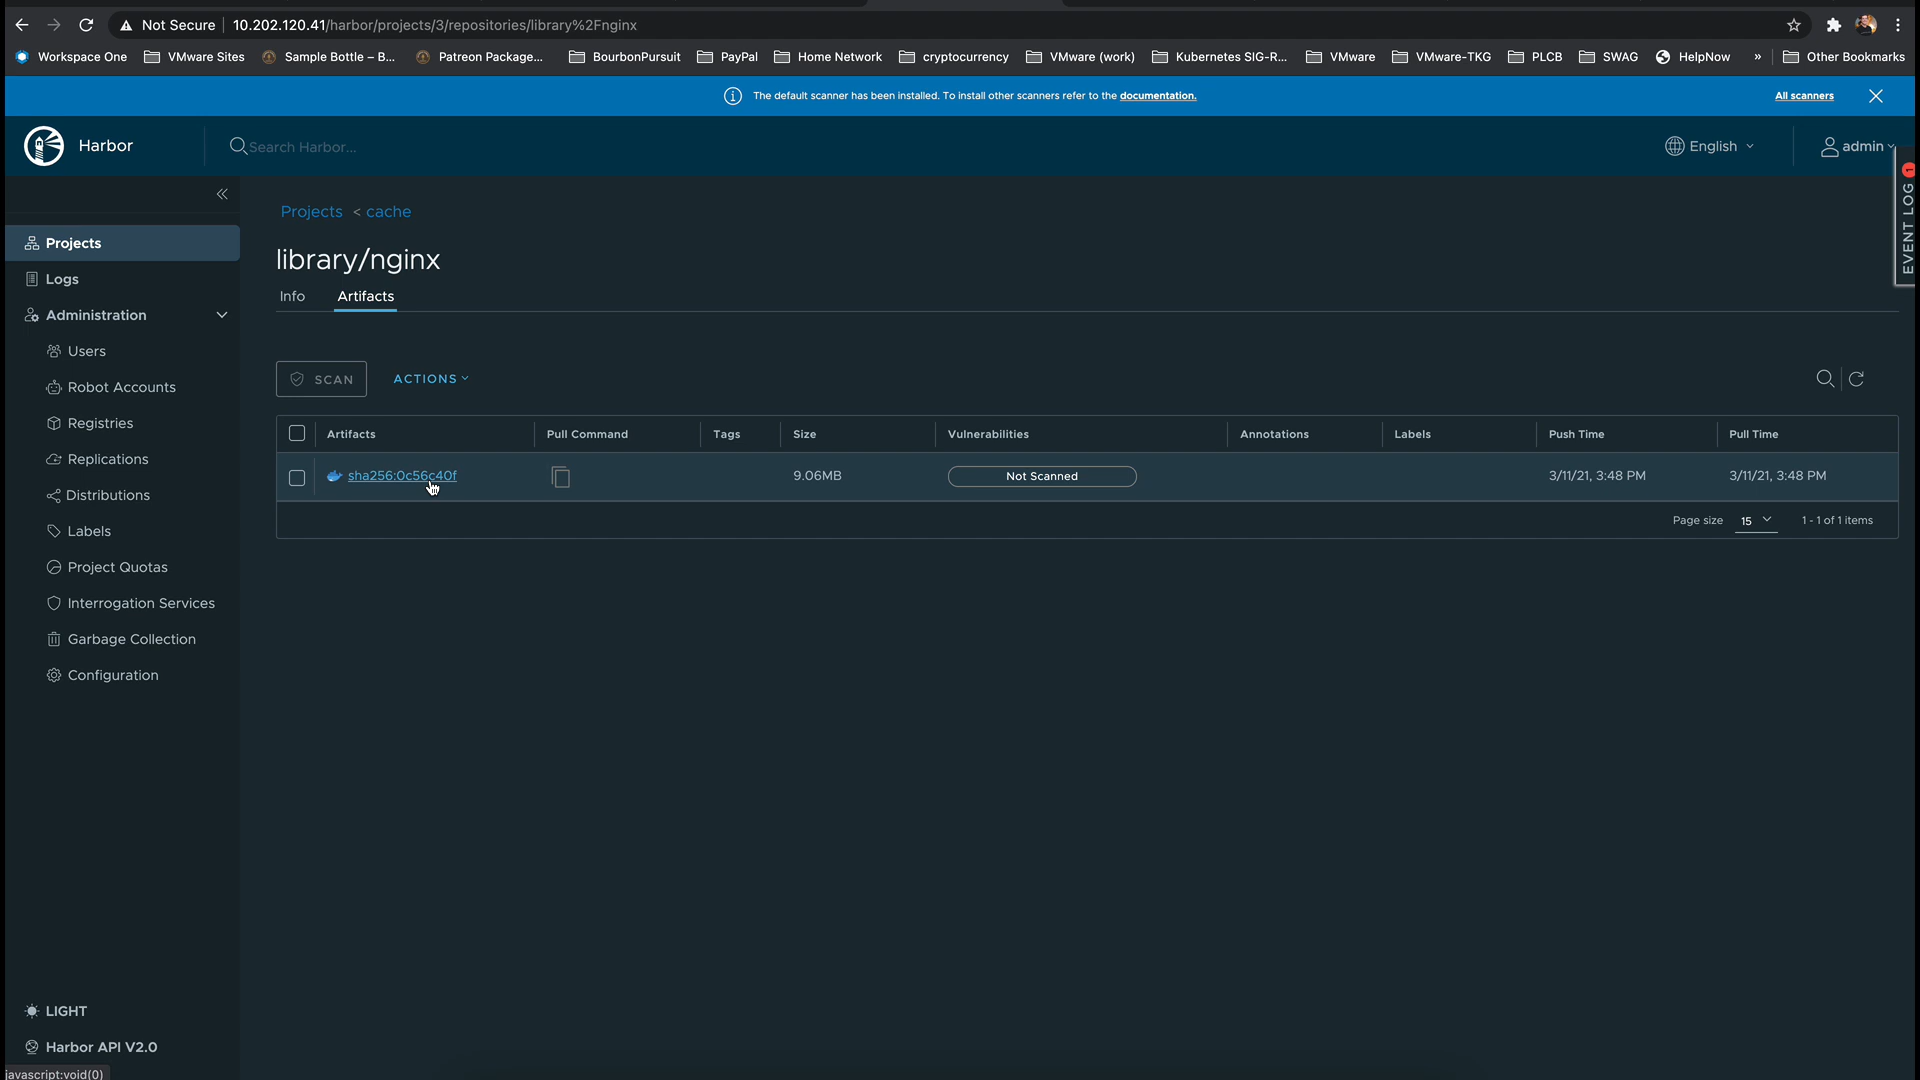 Not Secure 10.202.120.41/harbor/projects/3/repositories/library%2Fnginx
Workspace One VMware Sites Sample Bottle – B... Patreon Package... BourbonPursuit PayPal Home Network cryptocurrency VMware (work) Kubernetes SIG-R... VMware VMware-TKG PLCB SWAG HelpNow » Other Bookmarks
The default scanner has been installed. To install other scanners refer to the documentation. All scanners
Harbor Search Harbor... English admin
EVENT LOG 1
Projects < cache
library/nginx
Info Artifacts
Projects
Logs
Administration
Users
Robot Accounts
Registries
Replications
Distributions
Labels
Project Quotas
Interrogation Services
Garbage Collection
Configuration
SCAN ACTIONS
Artifacts Pull Command Tags Size Vulnerabilities Annotations Labels Push Time Pull Time
sha256:0c56c40f 9.06MB Not Scanned 3/11/21, 3:48 PM 3/11/21, 3:48 PM
Page size 15 1 - 1 of 1 items
LIGHT
Harbor API V2.0
javascript:void(0)